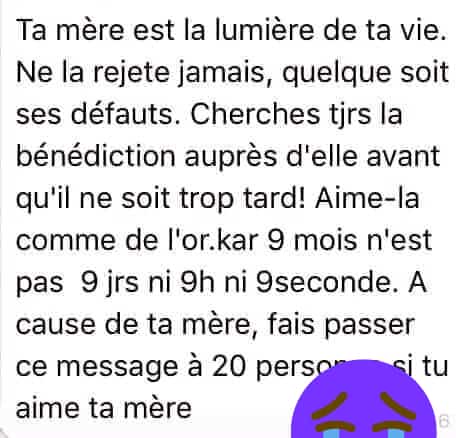 Ta mère est la lumière de ta vie.
Ne la rejete jamais, quelque soit
ses défauts. Cherches tjrs la
bénédiction auprès d'elle avant
qu'il ne soit trop tard! Aime-la
comme de l'or.kar 9 mois n'est
pas  9 jrs ni 9h ni 9seconde. A
cause de ta mère, fais passer
ce message à 20 si tu
aime ta mère
6